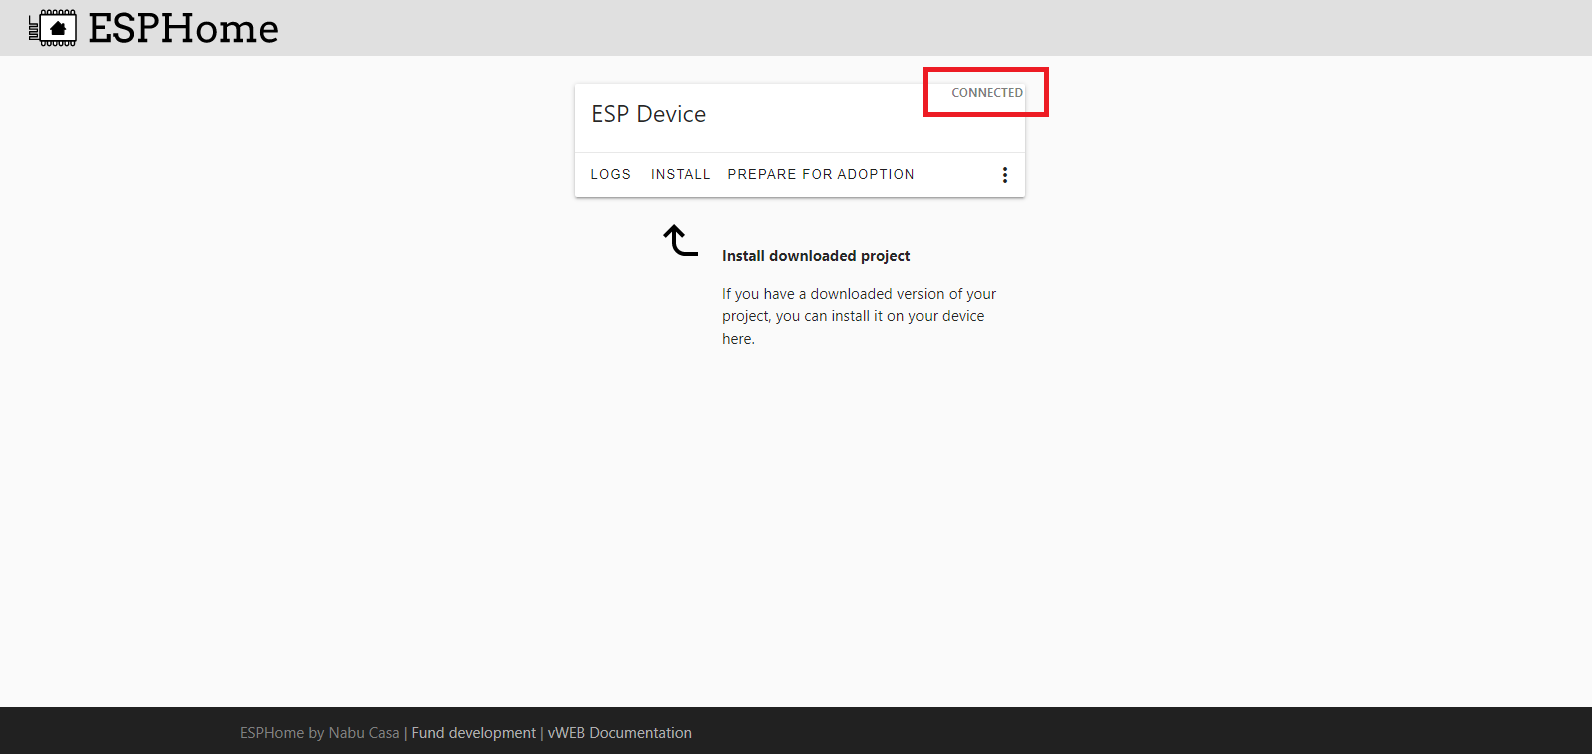 ESPHome
CONNECTED
ESP Device
LOGS INSTALL PREPARE FOR ADOPTION
Install downloaded project
If you have a downloaded version of your
project, you can install it on your device
here.
ESPHome by Nabu Casa | Fund development | vWEB Documentation